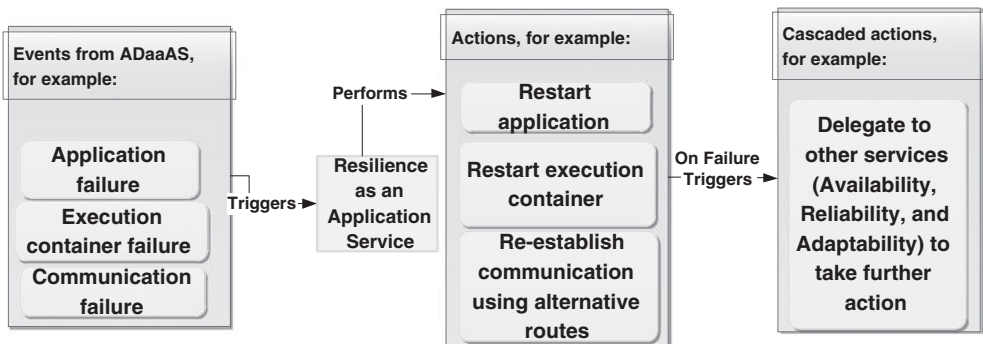 Events from ADaaAS,
for example:
Application
failure
Execution
container failure
Communication
failure
Triggers
Resilience
as an
Application
Service
Performs
Actions, for example:
Restart
application
Restart execution
container
Re-establish
communication
using alternative
routes
On Failure
Triggers
Cascaded actions,
for example:
Delegate to
other services
(Availability,
Reliability, and
Adaptability) to
take further
action